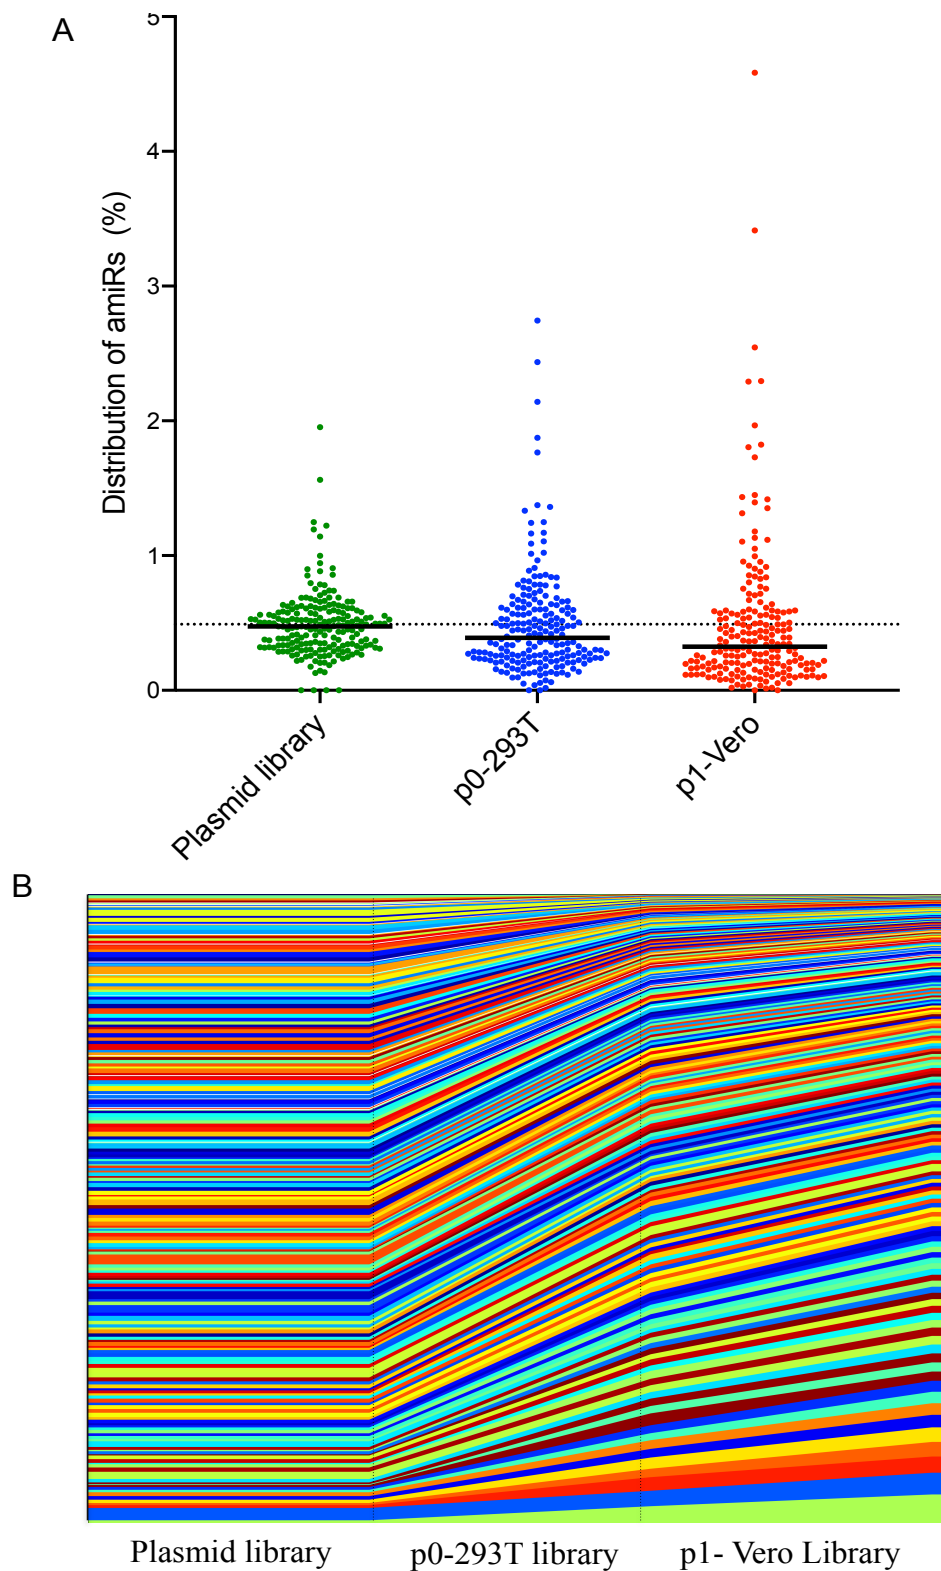 A
Distribution of amiRs (%)
5
4
3
2
1
0
Plasmid library
p0-293T
p1-Vero
B
Plasmid library
p0-293T library
p1- Vero Library